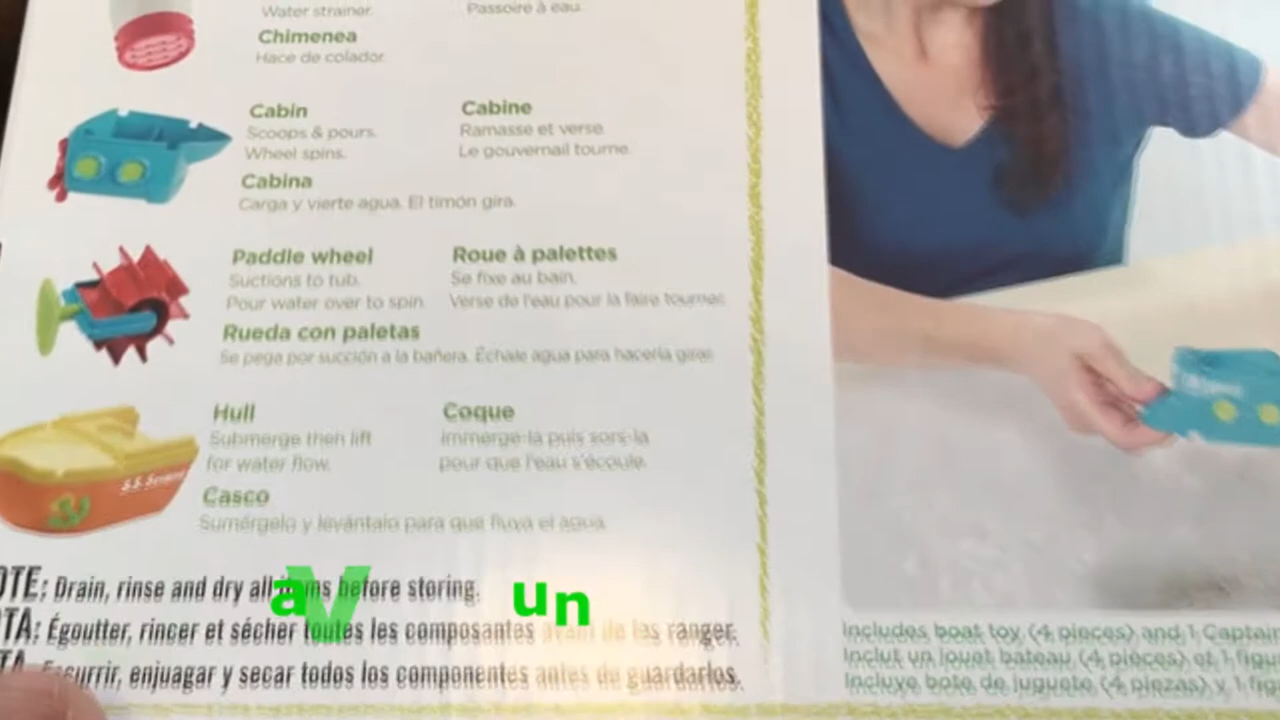 Water strainer.
Passoire à eau.
Chimenea
Hace de colador.
Cabin
Scoops & pours.
Wheel spins.
Cabine
Ramasse et verse.
Le gouvernail tourne.
Cabina
Carga y vierte agua. El timón gira.
Paddle wheel
Suctions to tub.
Pour water over to spin.
Roue à palettes
Se fixe au bain.
Verse de l'eau pour la faire tourner.
Rueda con paletas
Se pega por succión a la bañera. Échale agua para hacerla girar.
Hull
Submerge then lift
for water flow.
Coque
Immerge-la puis sors-la
pour que l'eau s'écoule.
Casco
Sumérgelo y levántalo para que fluya el agua.
S.S.
OTE: Drain, rinse and dry all items before storing.
TA: Égoutter, rincer et sécher toutes les composantes avant de les ranger.
TA: Escurrir, enjuagar y secar todos los componentes antes de guardarlos.
av un
Includes boat toy (4 pieces) and 1 Captain
Inclut un jouet bateau (4 pièces) et 1 figu
Incluye bote de juguete (4 piezas) y 1 fig